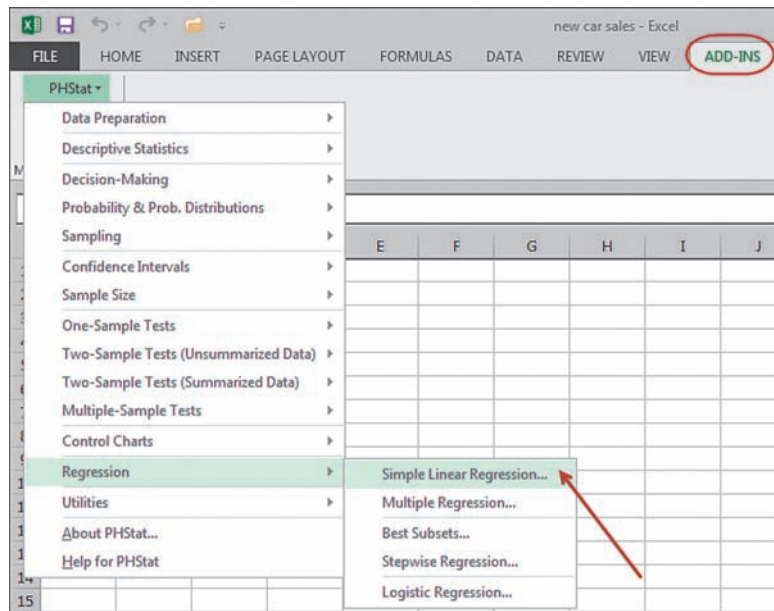 new car sales - Excel
FILE HOME INSERT PAGE LAYOUT FORMULAS DATA REVIEW VIEW ADD-INS
PHStat
Data Preparation
Descriptive Statistics
M
Decision-Making
Probability & Prob. Distributions
Sampling
E F G H I J
Confidence Intervals
Sample Size
One-Sample Tests
Two-Sample Tests (Unsummarized Data)
Two-Sample Tests (Summarized Data)
Multiple-Sample Tests
Control Charts
Regression
Simple Linear Regression...
Utilities
Multiple Regression...
About PHStat...
Best Subsets...
Help for PHStat
Stepwise Regression...
14
Logistic Regression...
15